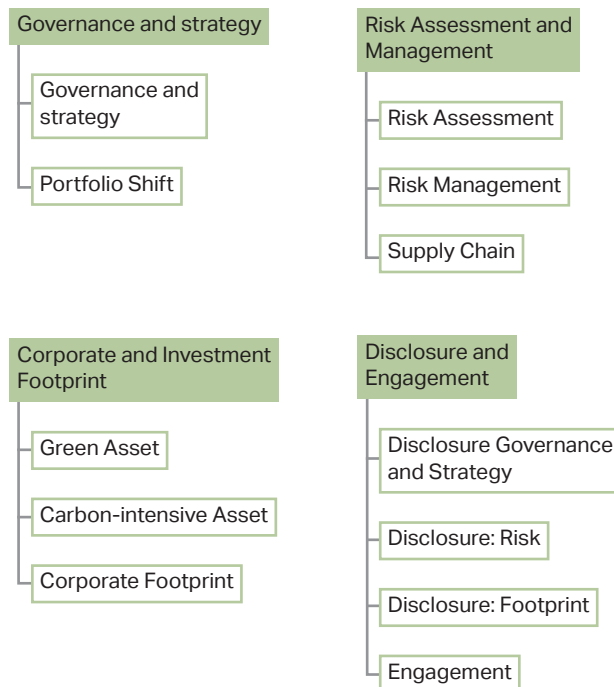 Governance and strategy
Governance and
strategy
Portfolio Shift
Risk Assessment and
Management
Risk Assessment
Risk Management
Supply Chain
Corporate and Investment
Footprint
Green Asset
Carbon-intensive Asset
Corporate Footprint
Disclosure and
Engagement
Disclosure Governance
and Strategy
Disclosure: Risk
Disclosure: Footprint
Engagement